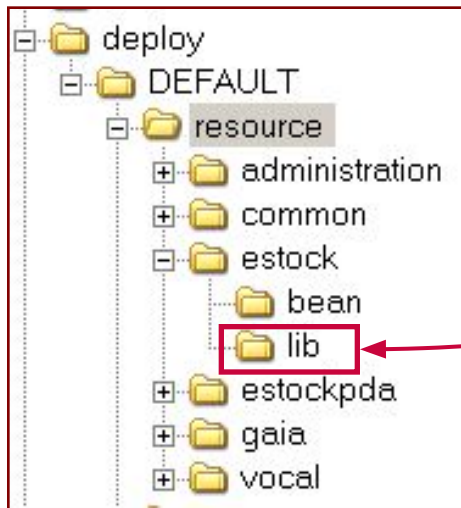 deploy
DEFAULT
resource
administration
common
estock
bean
lib
estockpda
gaia
vocal